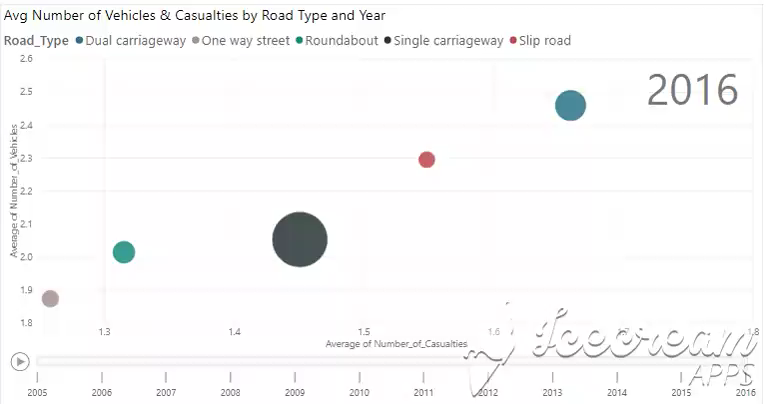 Avg Number of Vehicles & Casualties by Road Type and Year
Road_Type Dual carriageway One way street Roundabout Single carriageway Slip road
2016
2.6
2.5
2.4
2.3
2.2
2.1
2.0
1.9
1.8
Average of Number_of_Vehicles
1.3 1.4 1.5 1.6 1.7 1.8
Average of Number_of_Casualties
Icecream
APPS
2005 2006 2007 2008 2009 2010 2011 2012 2013 2014 2015 2016